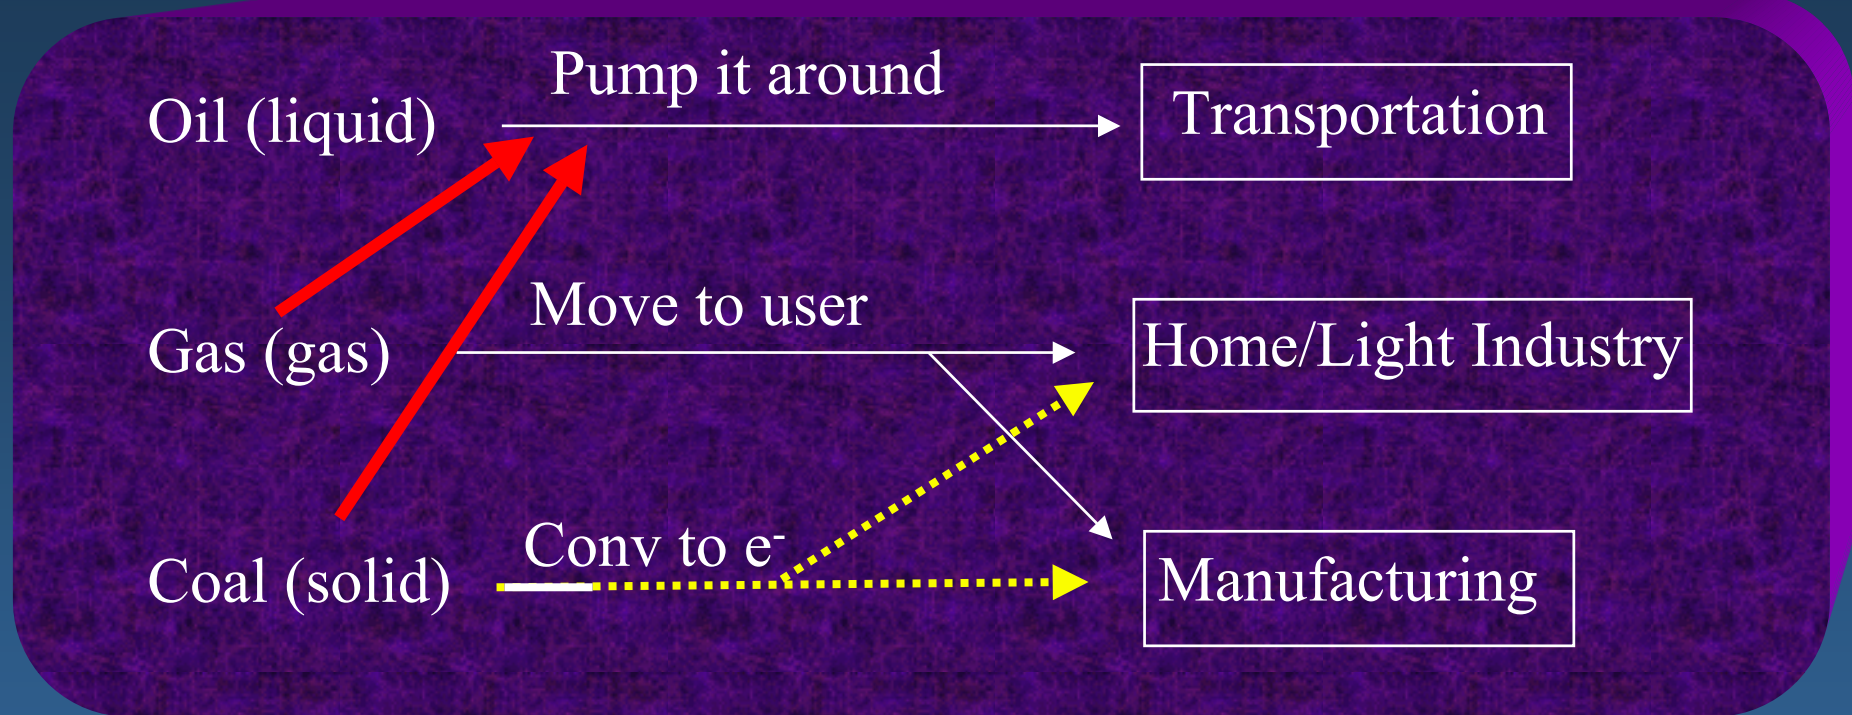 Pump it around
Oil (liquid)
Transportation
Move to user
Gas (gas)
Home/Light Industry
Conv to e⁻
Coal (solid)
Manufacturing